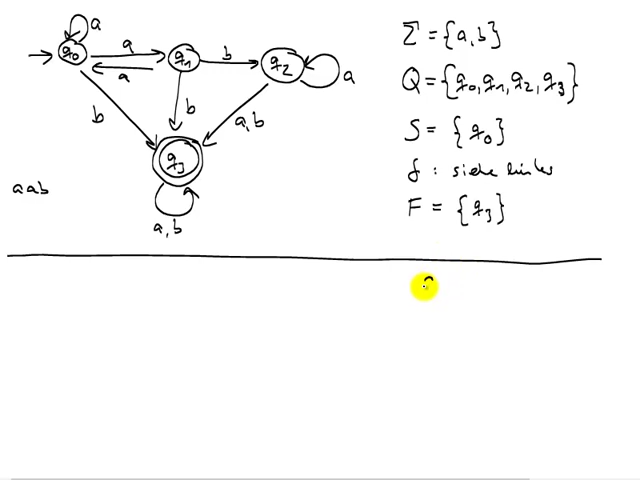 a
q0
a
a
q1
b
q2
a
b
b
a,b
q3
a,b
aab
Σ = {a, b}
Q = {q0, q1, q2, q3}
S = {q0}
δ : siehe links
F = {q3}